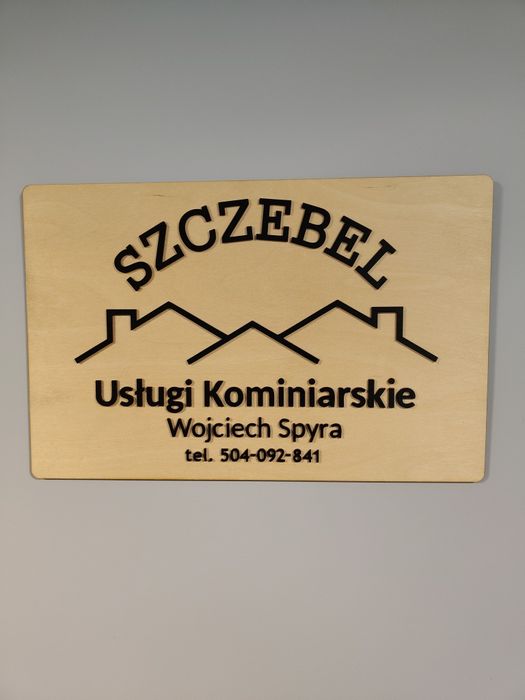 SZCZEBEL
Usługi Kominiarskie
Wojciech Spyra
tel. 504-092-841